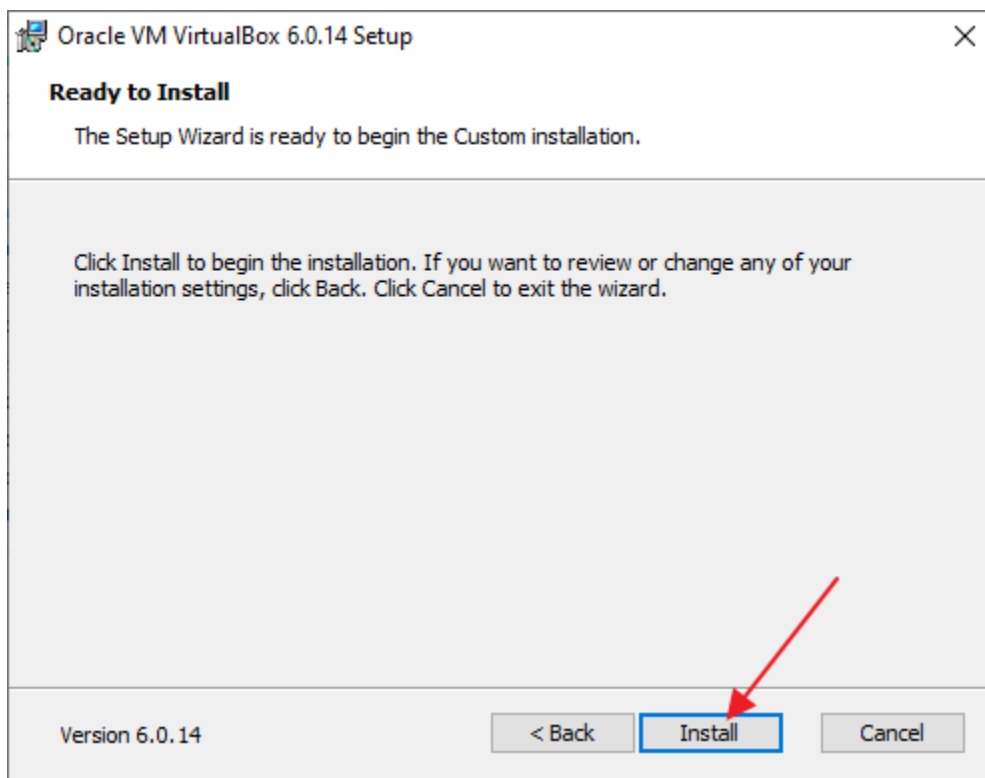 Oracle VM VirtualBox 6.0.14 Setup
Ready to Install
The Setup Wizard is ready to begin the Custom installation.
Click Install to begin the installation. If you want to review or change any of your
installation settings, click Back. Click Cancel to exit the wizard.
Version 6.0.14
< Back
Install
Cancel